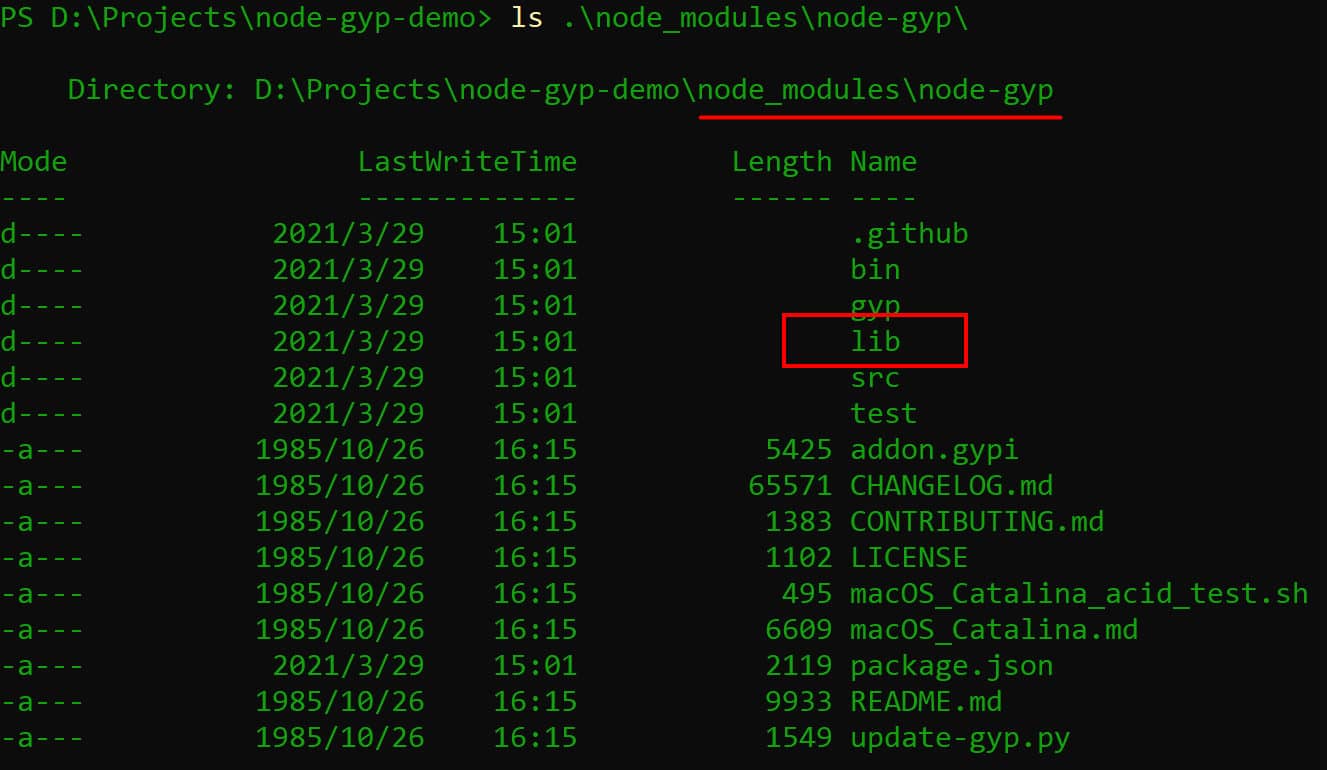 PS D:\Projects\node-gyp-demo> ls .\node_modules\node-gyp\
Directory: D:\Projects\node-gyp-demo\node_modules\node-gyp
Mode LastWriteTime Length Name
---- ------------- ------ ----
d---- 2021/3/29 15:01 .github
d---- 2021/3/29 15:01 bin
d---- 2021/3/29 15:01 gyp
d---- 2021/3/29 15:01 lib
d---- 2021/3/29 15:01 src
d---- 2021/3/29 15:01 test
-a--- 1985/10/26 16:15 5425 addon.gypi
-a--- 1985/10/26 16:15 65571 CHANGELOG.md
-a--- 1985/10/26 16:15 1383 CONTRIBUTING.md
-a--- 1985/10/26 16:15 1102 LICENSE
-a--- 1985/10/26 16:15 495 macOS_Catalina_acid_test.sh
-a--- 1985/10/26 16:15 6609 macOS_Catalina.md
-a--- 2021/3/29 15:01 2119 package.json
-a--- 1985/10/26 16:15 9933 README.md
-a--- 1985/10/26 16:15 1549 update-gyp.py